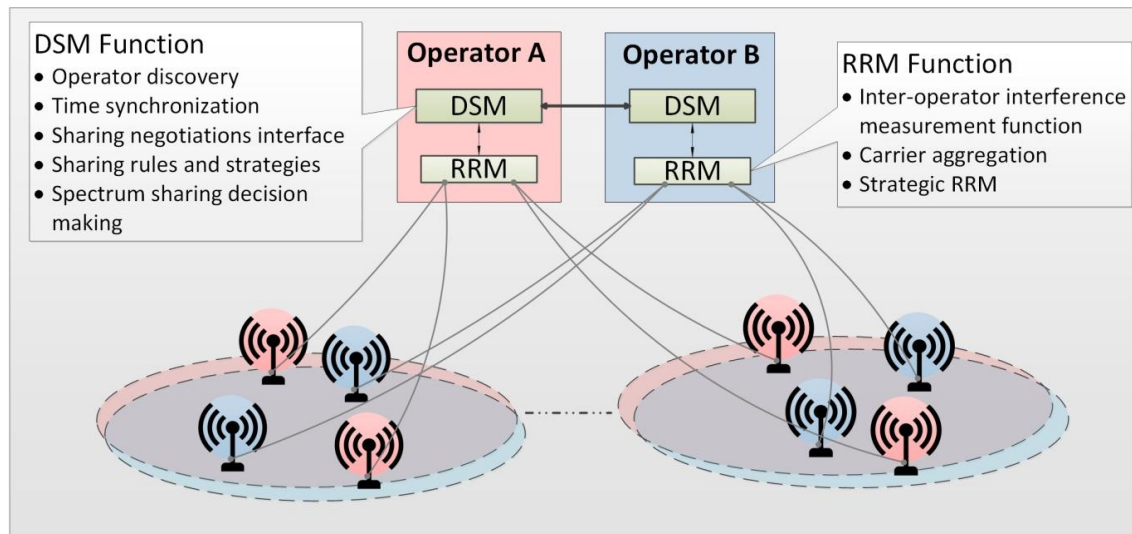 DSM Function
• Operator discovery
• Time synchronization
• Sharing negotiations interface
• Sharing rules and strategies
• Spectrum sharing decision
making
Operator A
DSM
RRM
Operator B
DSM
RRM
RRM Function
• Inter-operator interference
measurement function
• Carrier aggregation
• Strategic RRM